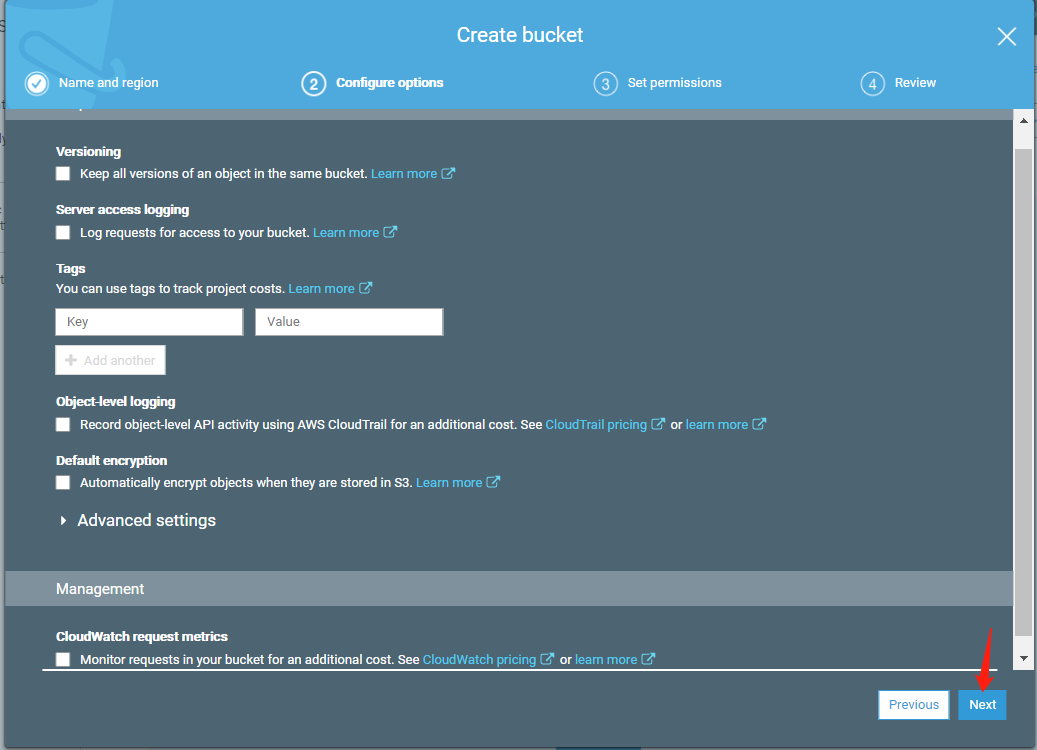 Create bucket
Name and region
2 Configure options
3 Set permissions
4 Review
Versioning
Keep all versions of an object in the same bucket. Learn more
Server access logging
Log requests for access to your bucket. Learn more
Tags
You can use tags to track project costs. Learn more
Key Value
Add another
Object-level logging
Record object-level API activity using AWS CloudTrail for an additional cost. See CloudTrail pricing or learn more
Default encryption
Automatically encrypt objects when they are stored in S3. Learn more
Advanced settings
Management
CloudWatch request metrics
Monitor requests in your bucket for an additional cost. See CloudWatch pricing or learn more
Previous Next